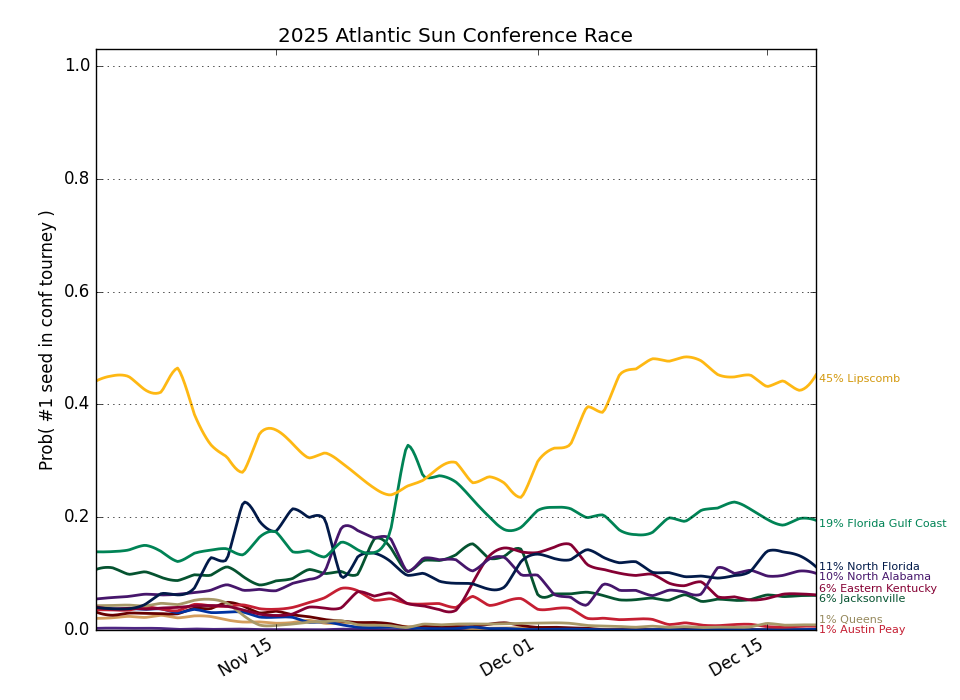 2025 Atlantic Sun Conference Race
Prob( #1 seed in conf tourney )
1.0
0.8
0.6
0.4
0.2
0.0
Nov 15
Dec 01
Dec 15
45% Lipscomb
19% Florida Gulf Coast
11% North Florida
10% North Alabama
6% Eastern Kentucky
6% Jacksonville
1% Queens
1% Austin Peay